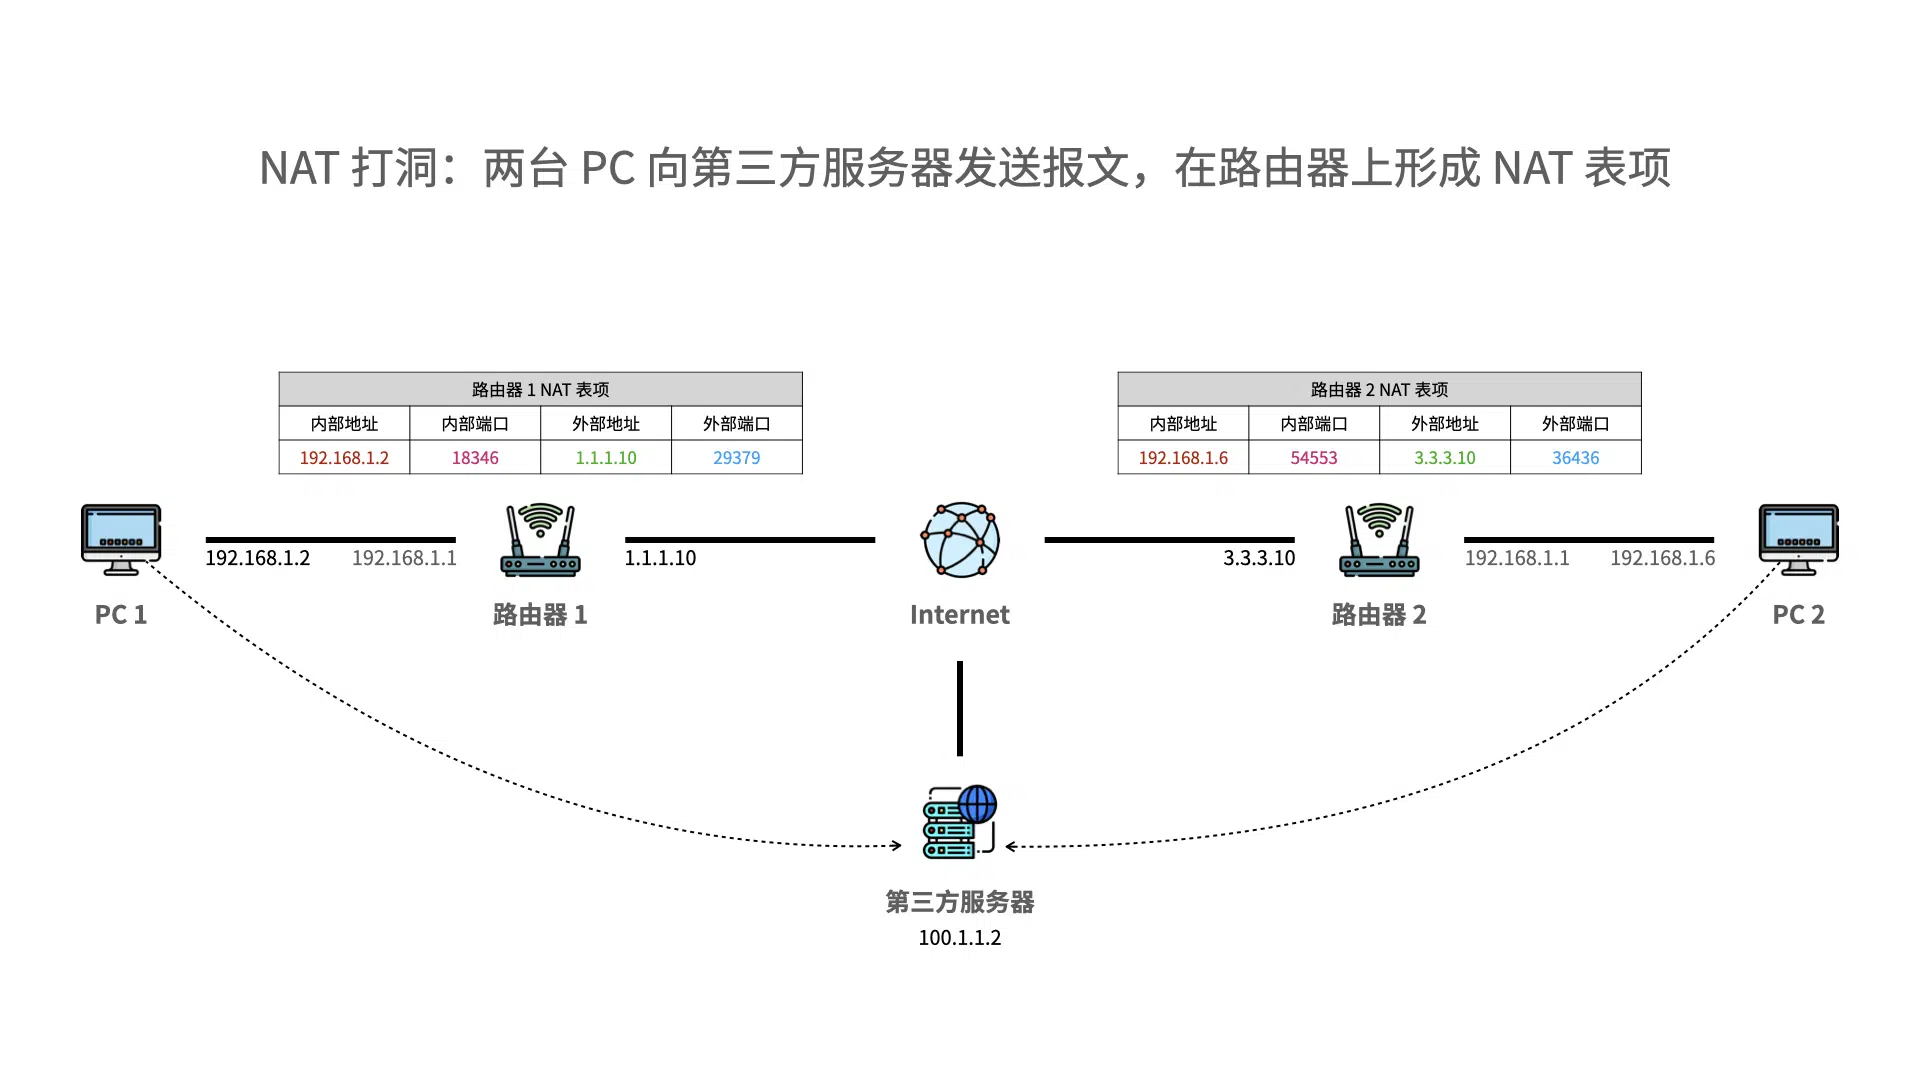 NAT 打洞：两台 PC 向第三方服务器发送报文，在路由器上形成 NAT 表项
路由器 1 NAT 表项
内部地址 内部端口 外部地址 外部端口
192.168.1.2 18346 1.1.1.10 29379
路由器 2 NAT 表项
内部地址 内部端口 外部地址 外部端口
192.168.1.6 54553 3.3.3.10 36436
192.168.1.2 192.168.1.1 1.1.1.10 3.3.3.10 192.168.1.1 192.168.1.6
PC 1 路由器 1 Internet 路由器 2 PC 2
第三方服务器
100.1.1.2